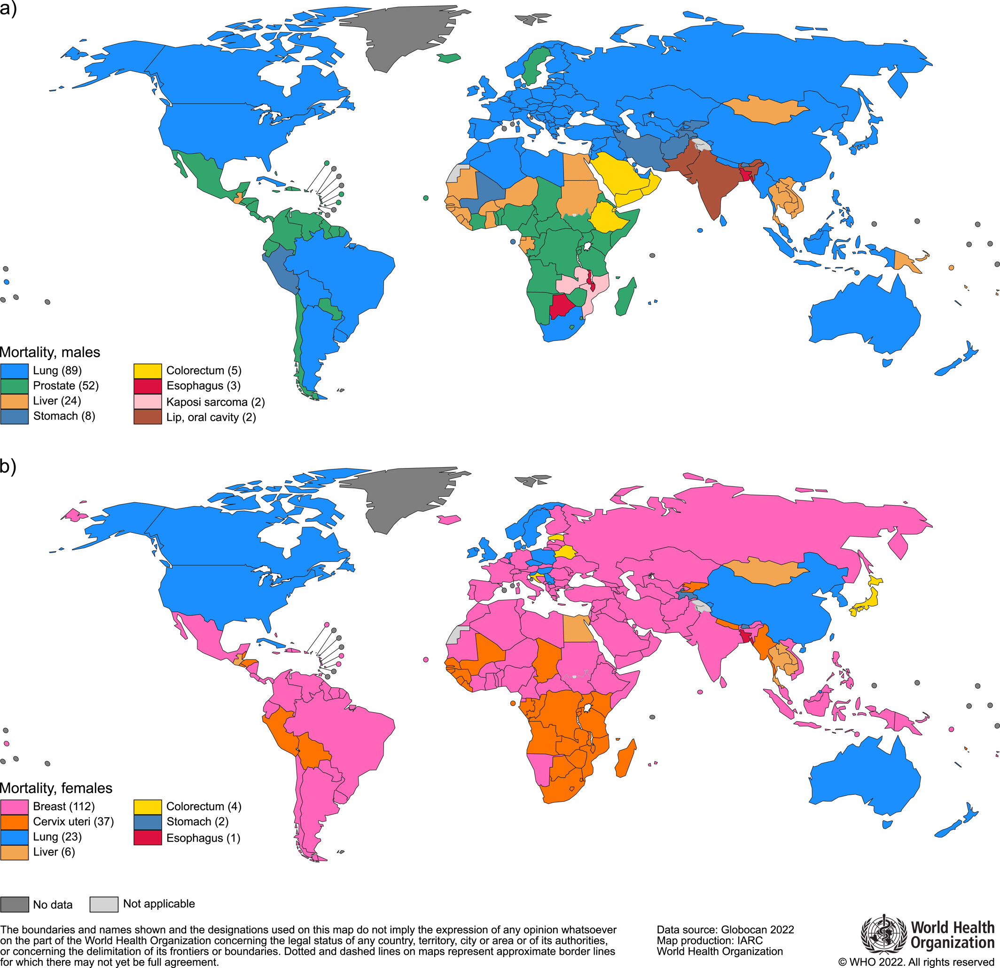 a)
Mortality, males
Lung (89)
Prostate (52)
Liver (24)
Stomach (8)
Colorectum (5)
Esophagus (3)
Kaposi sarcoma (2)
Lip, oral cavity (2)
b)
Mortality, females
Breast (112)
Cervix uteri (37)
Lung (23)
Liver (6)
Colorectum (4)
Stomach (2)
Esophagus (1)
No data
Not applicable
The boundaries and names shown and the designations used on this map do not imply the expression of any opinion whatsoever
on the part of the World Health Organization concerning the legal status of any country, territory, city or area or of its authorities,
or concerning the delimitation of its frontiers or boundaries. Dotted and dashed lines on maps represent approximate border lines
for which there may not yet be full agreement.
Data source: Globocan 2022
Map production: IARC
World Health Organization
World Health
Organization
© WHO 2022. All rights reserved